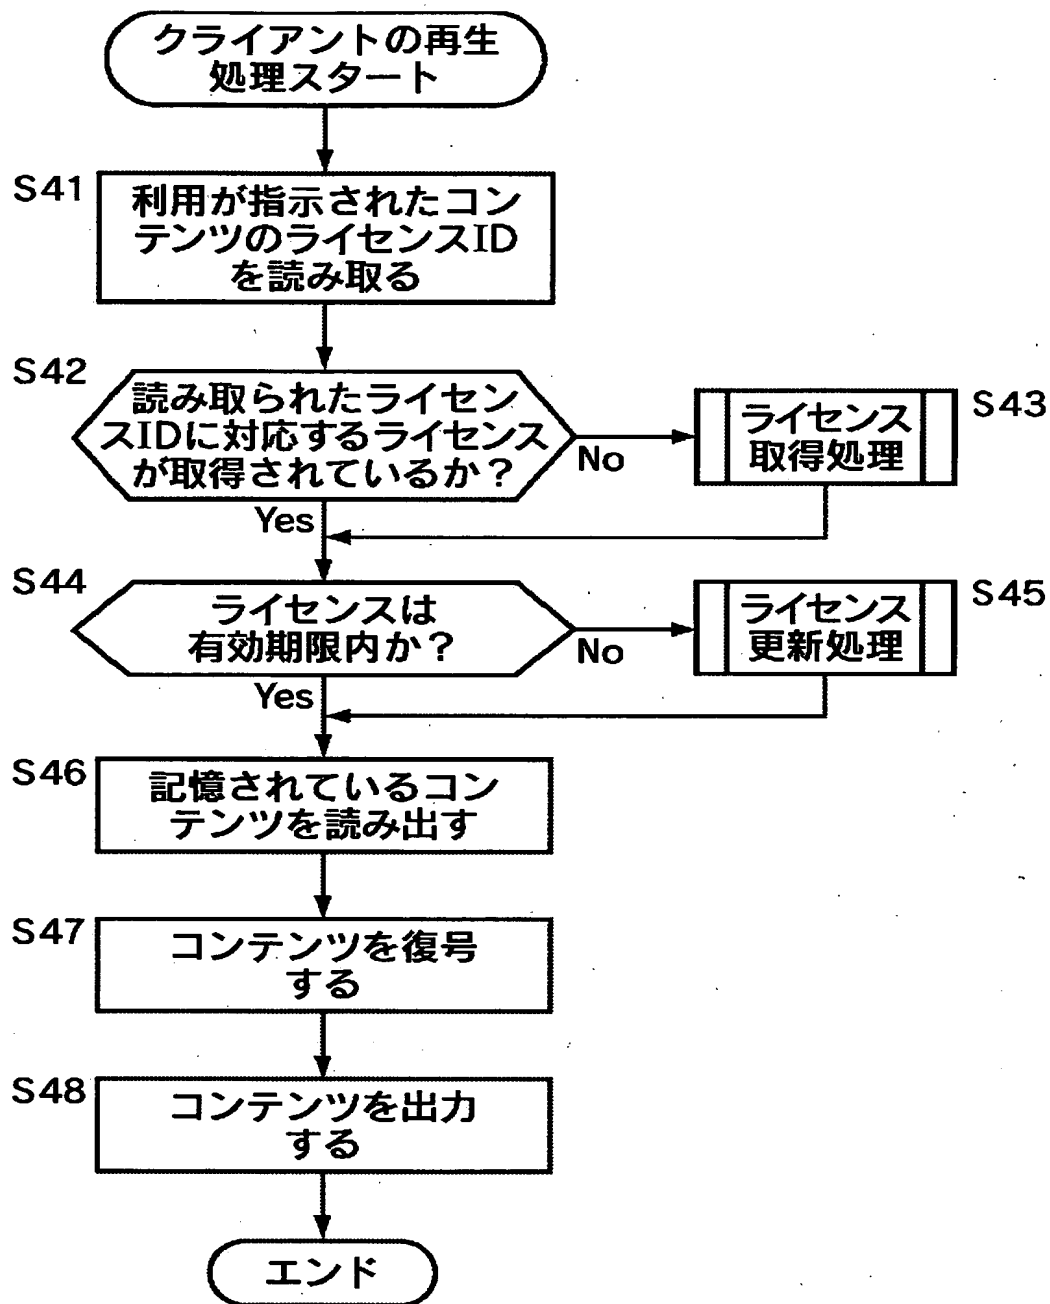 クライアントの再生
処理スタート
S41
利用が指示されたコン
テンツのライセンスID
を読み取る
S42
読み取られたライセン
スIDに対応するライセンス
が取得されているか？
No
S43
ライセンス
取得処理
Yes
S44
ライセンスは
有効期限内か？
No
S45
ライセンス
更新処理
Yes
S46
記憶されているコン
テンツを読み出す
S47
コンテンツを復号
する
S48
コンテンツを出力
する
エンド